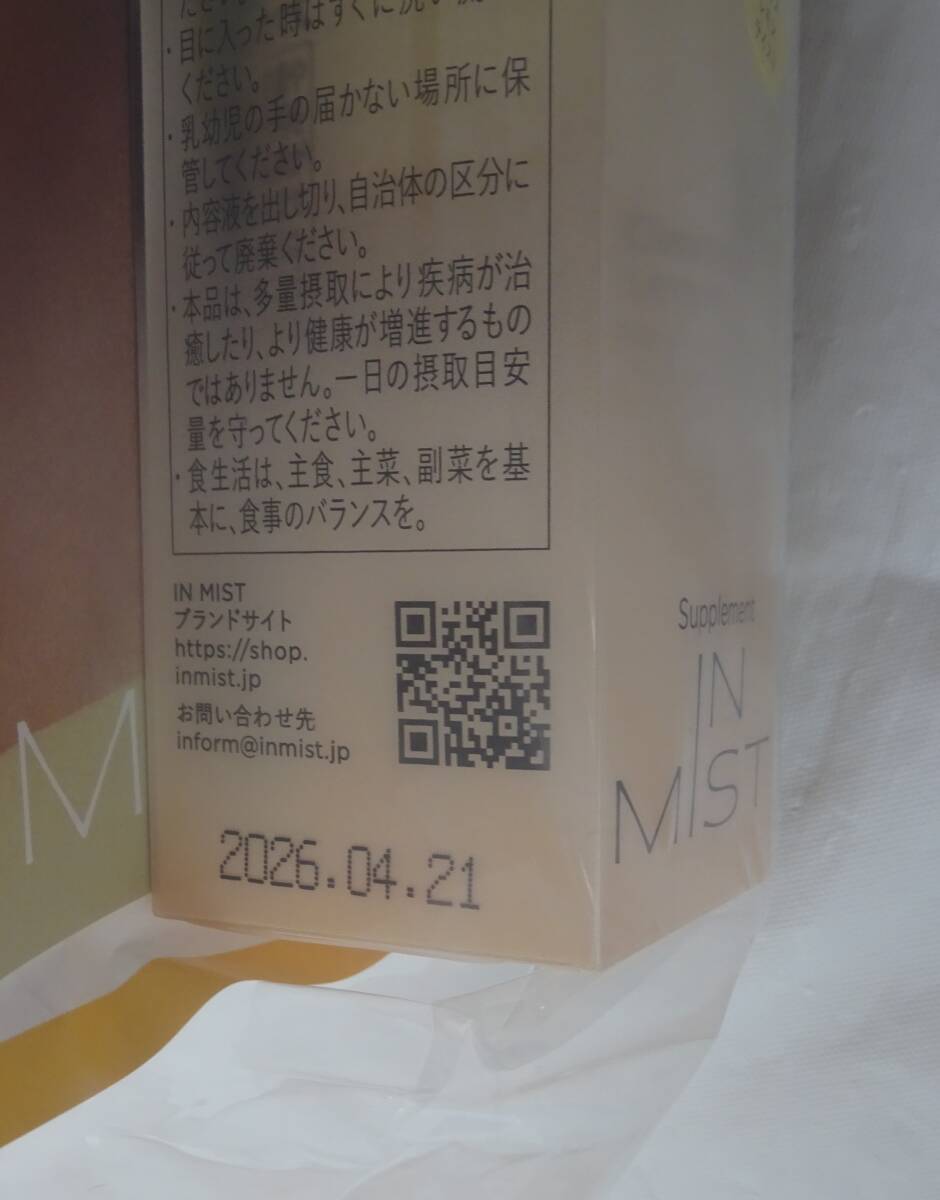 ・目に入った時はすぐに洗い流
ください。
・乳幼児の手の届かない場所に保
管してください。
・内容液を出し切り、自治体の区分に
従って廃棄ください。
・本品は、多量摂取により疾病が治
癒したり、より健康が増進するもの
ではありません。一日の摂取目安
量を守ってください。
・食生活は、主食、主菜、副菜を基
本に、食事のバランスを。
IN MIST
ブランドサイト
https://shop.
inmist.jp
お問い合わせ先
inform@inmist.jp
2026.04.21
Supplement
IN
MIST
M